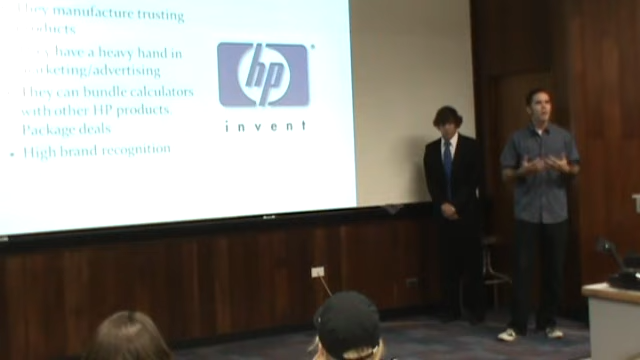 They manufacture trusting
products
They have a heavy hand in
marketing/advertising
They can bundle calculators
with other HP products
Package deals
• High brand recognition
hp
invent